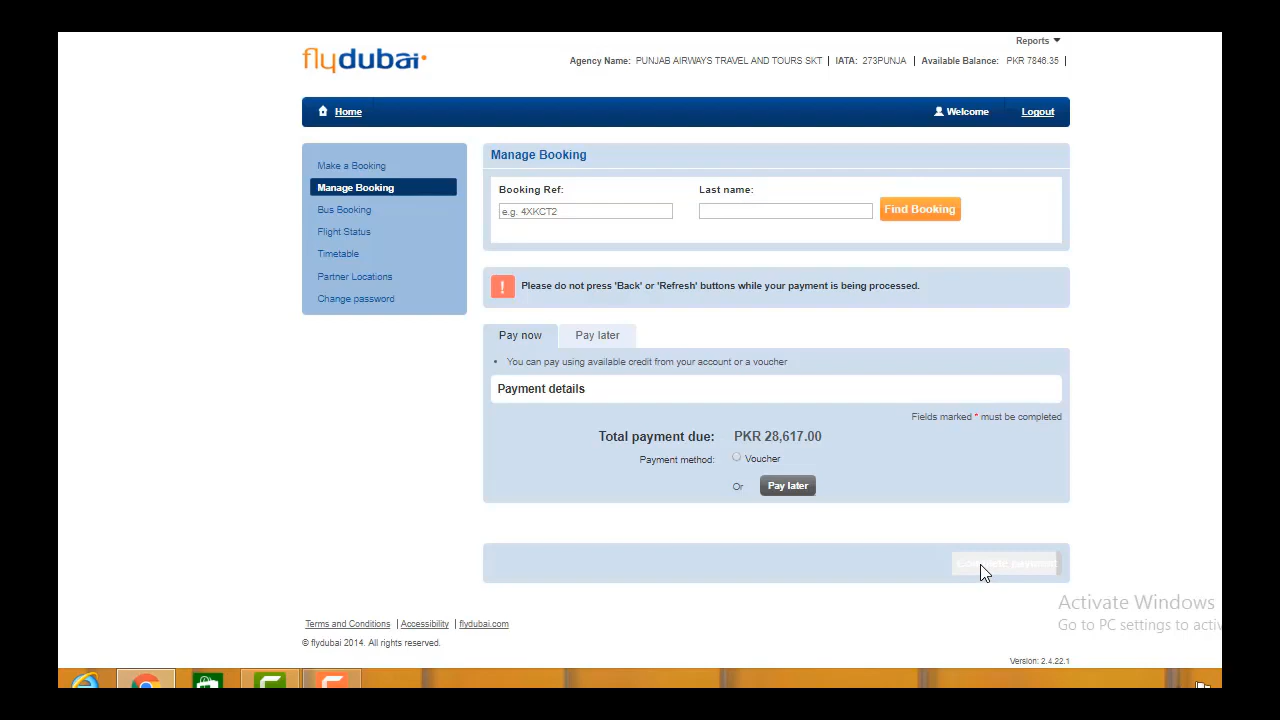 Reports
flydubai
Agency Name: PUNJAB AIRWAYS TRAVEL AND TOURS SKT | IATA: 273PUNJA | Available Balance: PKR 7846.35 |
Home
Welcome
Logout
Make a Booking
Manage Booking
Bus Booking
Flight Status
Timetable
Partner Locations
Change password
Manage Booking
Booking Ref: Last name:
e.g. 4XKCT2
Find Booking
! Please do not press 'Back' or 'Refresh' buttons while your payment is being processed.
Pay now Pay later
• You can pay using available credit from your account or a voucher
Payment details
Fields marked * must be completed
Total payment due: PKR 28,617.00
Payment method: Voucher
Or Pay later
Complete payment
Activate Windows
Go to PC settings to activ
Terms and Conditions | Accessibility | flydubai.com
© flydubai 2014. All rights reserved.
Version: 2.4.22.1